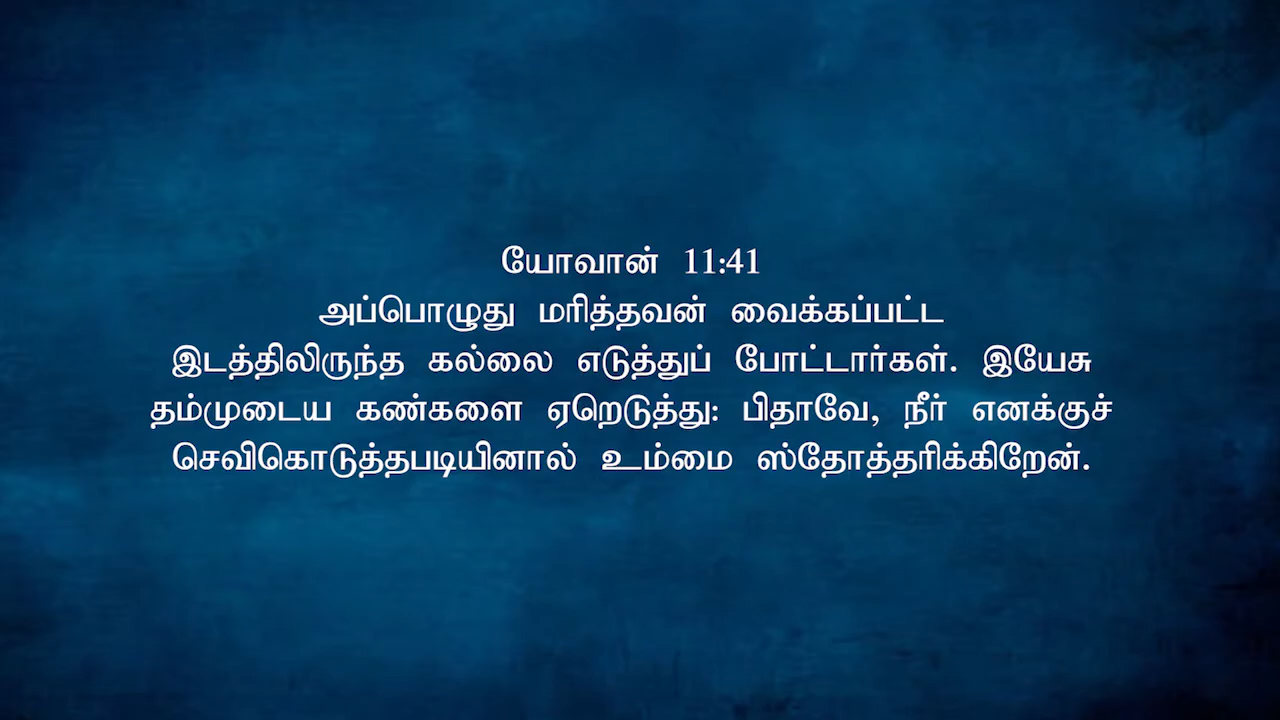 யோவான் 11:41
அப்பொழுது மரித்தவன் வைக்கப்பட்ட
இடத்திலிருந்த கல்லை எடுத்துப் போட்டார்கள். இயேசு
தம்முடைய கண்களை ஏறெடுத்து: பிதாவே, நீர் எனக்குச்
செவிகொடுத்தபடியினால் உம்மை ஸ்தோத்தரிக்கிறேன்.